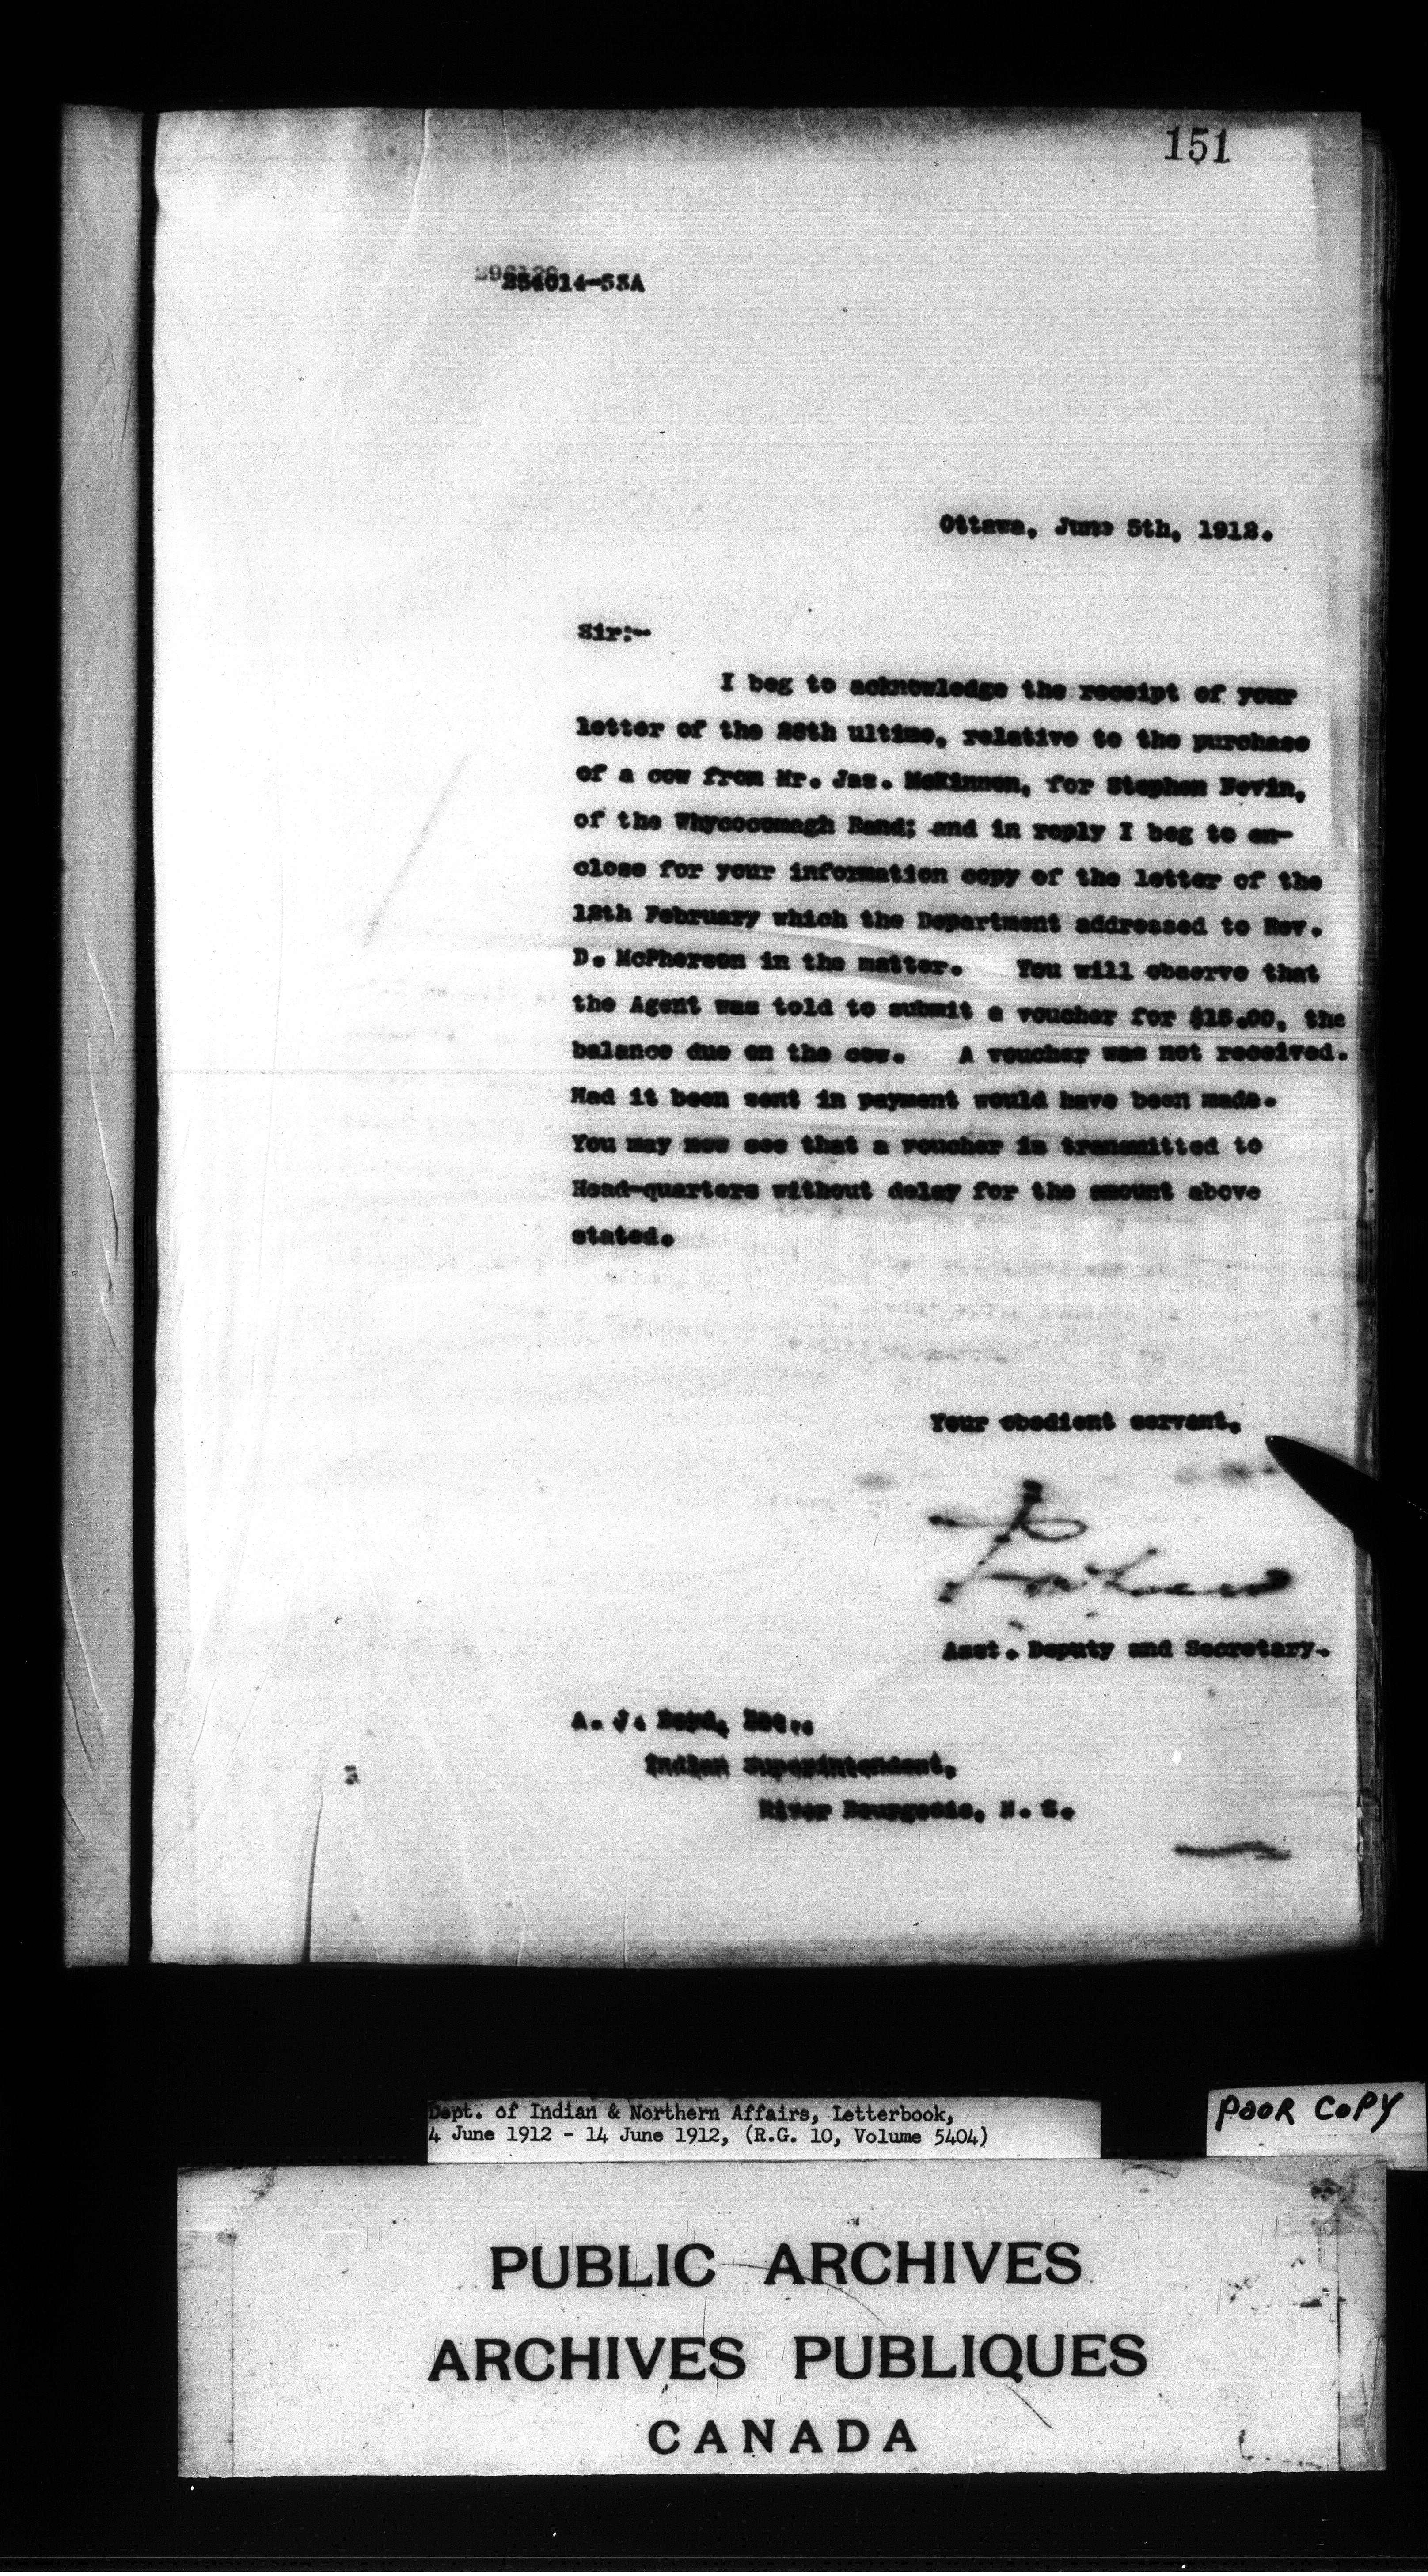 151
254014-53A
Ottawa, June 5th, 1912.
Sir:-
I beg to acknowledge the receipt of your
letter of the 28th ultimo, relative to the purchase
of a cow from Mr. Jas. McKinnon, for Stephen Nevin,
of the Whycocomagh Band; and in reply I beg to en-
close for your information copy of the letter of the
12th February which the Department addressed to Rev.
D. McPherson in the matter. You will observe that
the Agent was told to submit a voucher for $15.00, the
balance due on the cow. A voucher was not received.
Had it been sent in payment would have been made.
You may now see that a voucher is transmitted to
Head-quarters without delay for the amount above
stated.
Your obedient servant,
Asst. Deputy and Secretary.
A. J. Boyd, Esq.,
Indian Superintendent,
River Bourgeois, N. S.
Dept. of Indian & Northern Affairs, Letterbook,
4 June 1912 - 14 June 1912, (R.G. 10, Volume 5404)
POOR COPY
PUBLIC ARCHIVES
ARCHIVES PUBLIQUES
CANADA